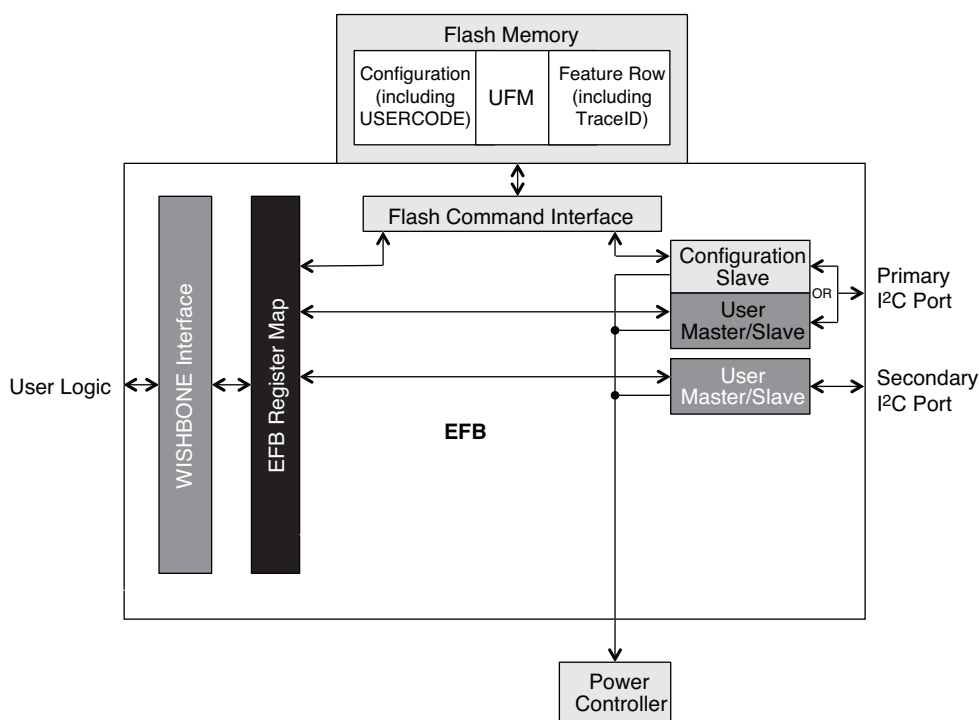 Flash Memory
Configuration
(including
USERCODE)
UFM
Feature Row
(including
TraceID)
Flash Command Interface
Configuration
Slave
OR
Primary
I²C Port
User
Master/Slave
User
Master/Slave
Secondary
I²C Port
User Logic
WISHBONE Interface
EFB Register Map
EFB
Power
Controller